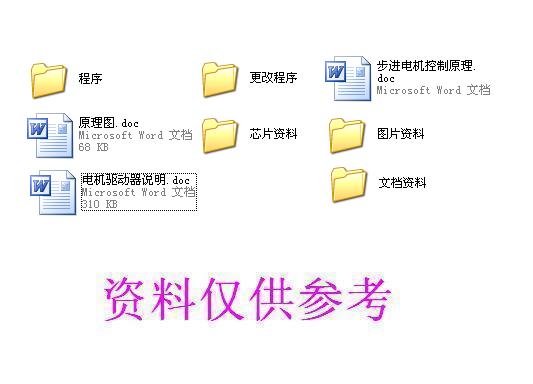 程序
更改程序
步进电机控制原理.
doc
Microsoft Word 文档
原理图.doc
Microsoft Word 文档
68 KB
芯片资料
图片资料
电机驱动器说明.doc
Microsoft Word 文档
310 KB
文档资料
资料仅供参考